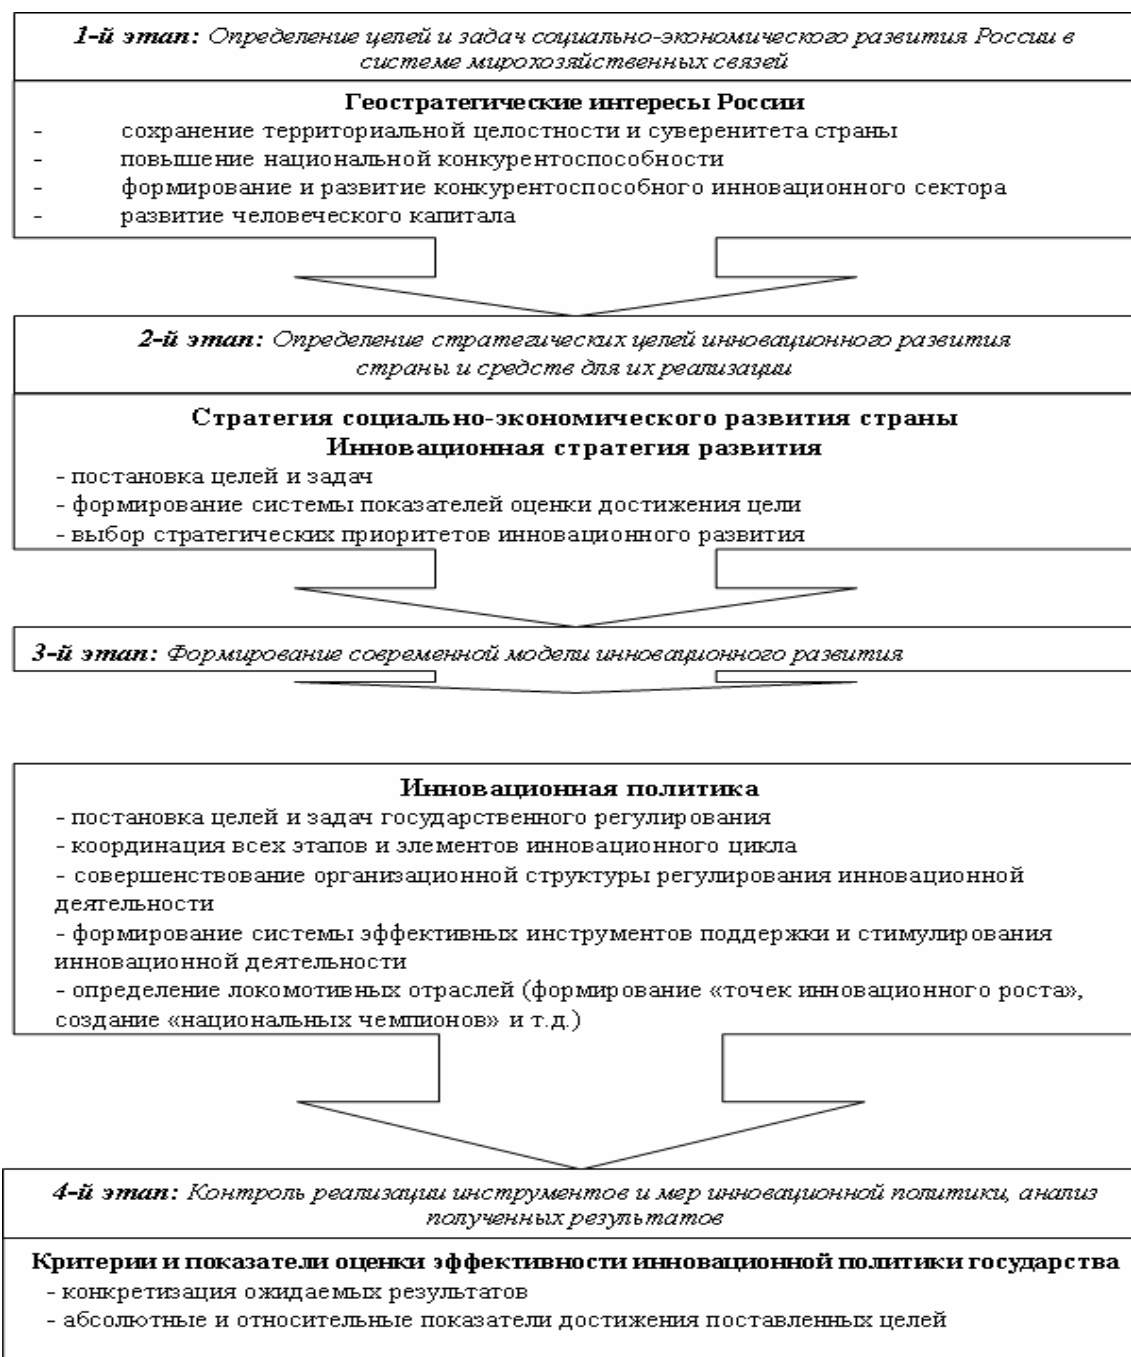 1-й этап: Определение целей и задач социально-экономического развития России в
системе мирохозяйственных связей
Геостратегические интересы России
- сохранение территориальной целостности и суверенитета страны
- повышение национальной конкурентоспособности
- формирование и развитие конкурентоспособного инновационного сектора
- развитие человеческого капитала
2-й этап: Определение стратегических целей инновационного развития
страны и средств для их реализации
Стратегия социально-экономического развития страны
Инновационная стратегия развития
- постановка целей и задач
- формирование системы показателей оценки достижения цели
- выбор стратегических приоритетов инновационного развития
3-й этап: Формирование современной модели инновационного развития
Инновационная политика
- постановка целей и задач государственного регулирования
- координация всех этапов и элементов инновационного цикла
- совершенствование организационной структуры регулирования инновационной
деятельности
- формирование системы эффективных инструментов поддержки и стимулирования
инновационной деятельности
- определение локомотивных отраслей (формирование «точек инновационного роста»,
создание «национальных чемпионов» и т.д.)
4-й этап: Контроль реализации инструментов и мер инновационной политики, анализ
полученных результатов
Критерии и показатели оценки эффективности инновационной политики государства
- конкретизация ожидаемых результатов
- абсолютные и относительные показатели достижения поставленных целей